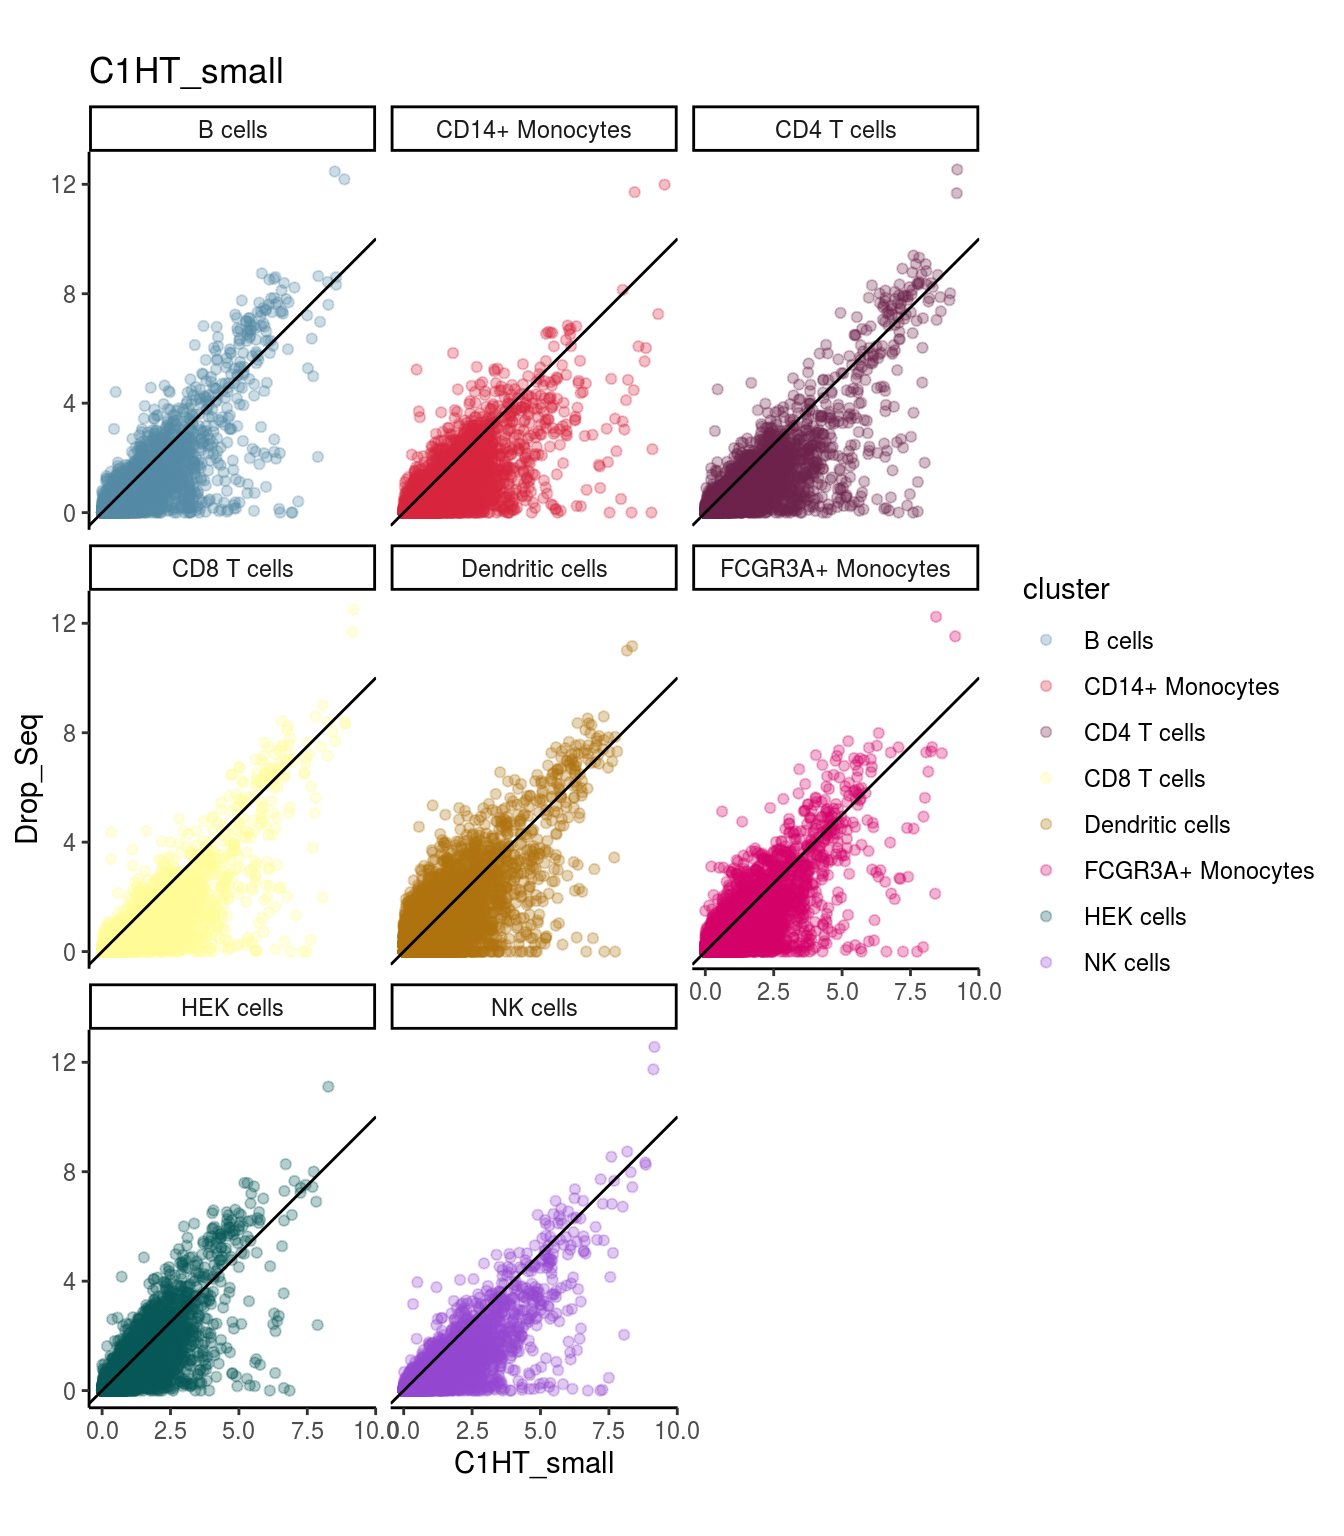 C1HT_small
B cells
CD14+ Monocytes
CD4 T cells
12
8
4
0
CD8 T cells
Dendritic cells
FCGR3A+ Monocytes
12
8
4
0
0.0 2.5 5.0 7.5 10.0
HEK cells
NK cells
12
8
4
0
0.0 2.5 5.0 7.5 10.0
0.0 2.5 5.0 7.5 10.0
C1HT_small
Drop_Seq
cluster
B cells
CD14+ Monocytes
CD4 T cells
CD8 T cells
Dendritic cells
FCGR3A+ Monocytes
HEK cells
NK cells